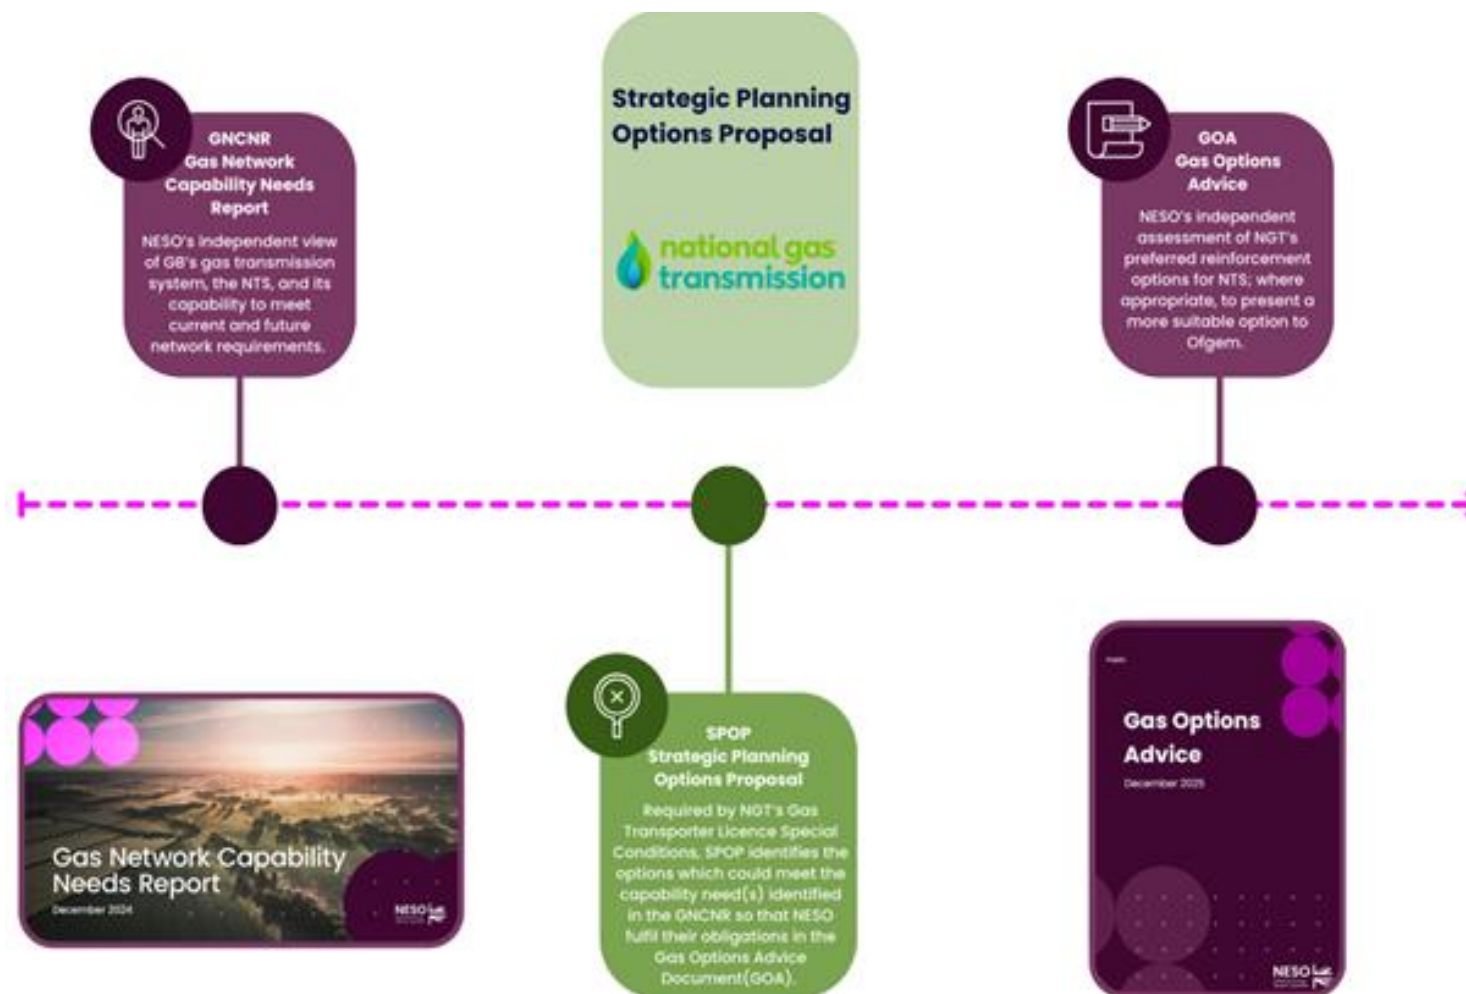 GNCNR
Gas Network
Capability Needs
Report
NESO's independent view
of GB's gas transmission
system, the NTS, and its
capability to meet
current and future
network requirements.
Strategic Planning
Options Proposal
national gas
transmission
GOA
Gas Options
Advice
NESO's independent
assessment of NGT's
preferred reinforcement
options for NTS; where
appropriate, to present a
more suitable option to
Ofgem.
Gas Network Capability
Needs Report
December 2024
NESO
SPOP
Strategic Planning
Options Proposal
Required by NGT's Gas
Transporter Licence Special
Conditions, SPOP identifies the
options which could meet the
capability need(s) identified
in the GNCNR so that NESO
fulfil their obligations in the
Gas Options Advice
Document(GOA).
Gas Options
Advice
December 2025
NESO